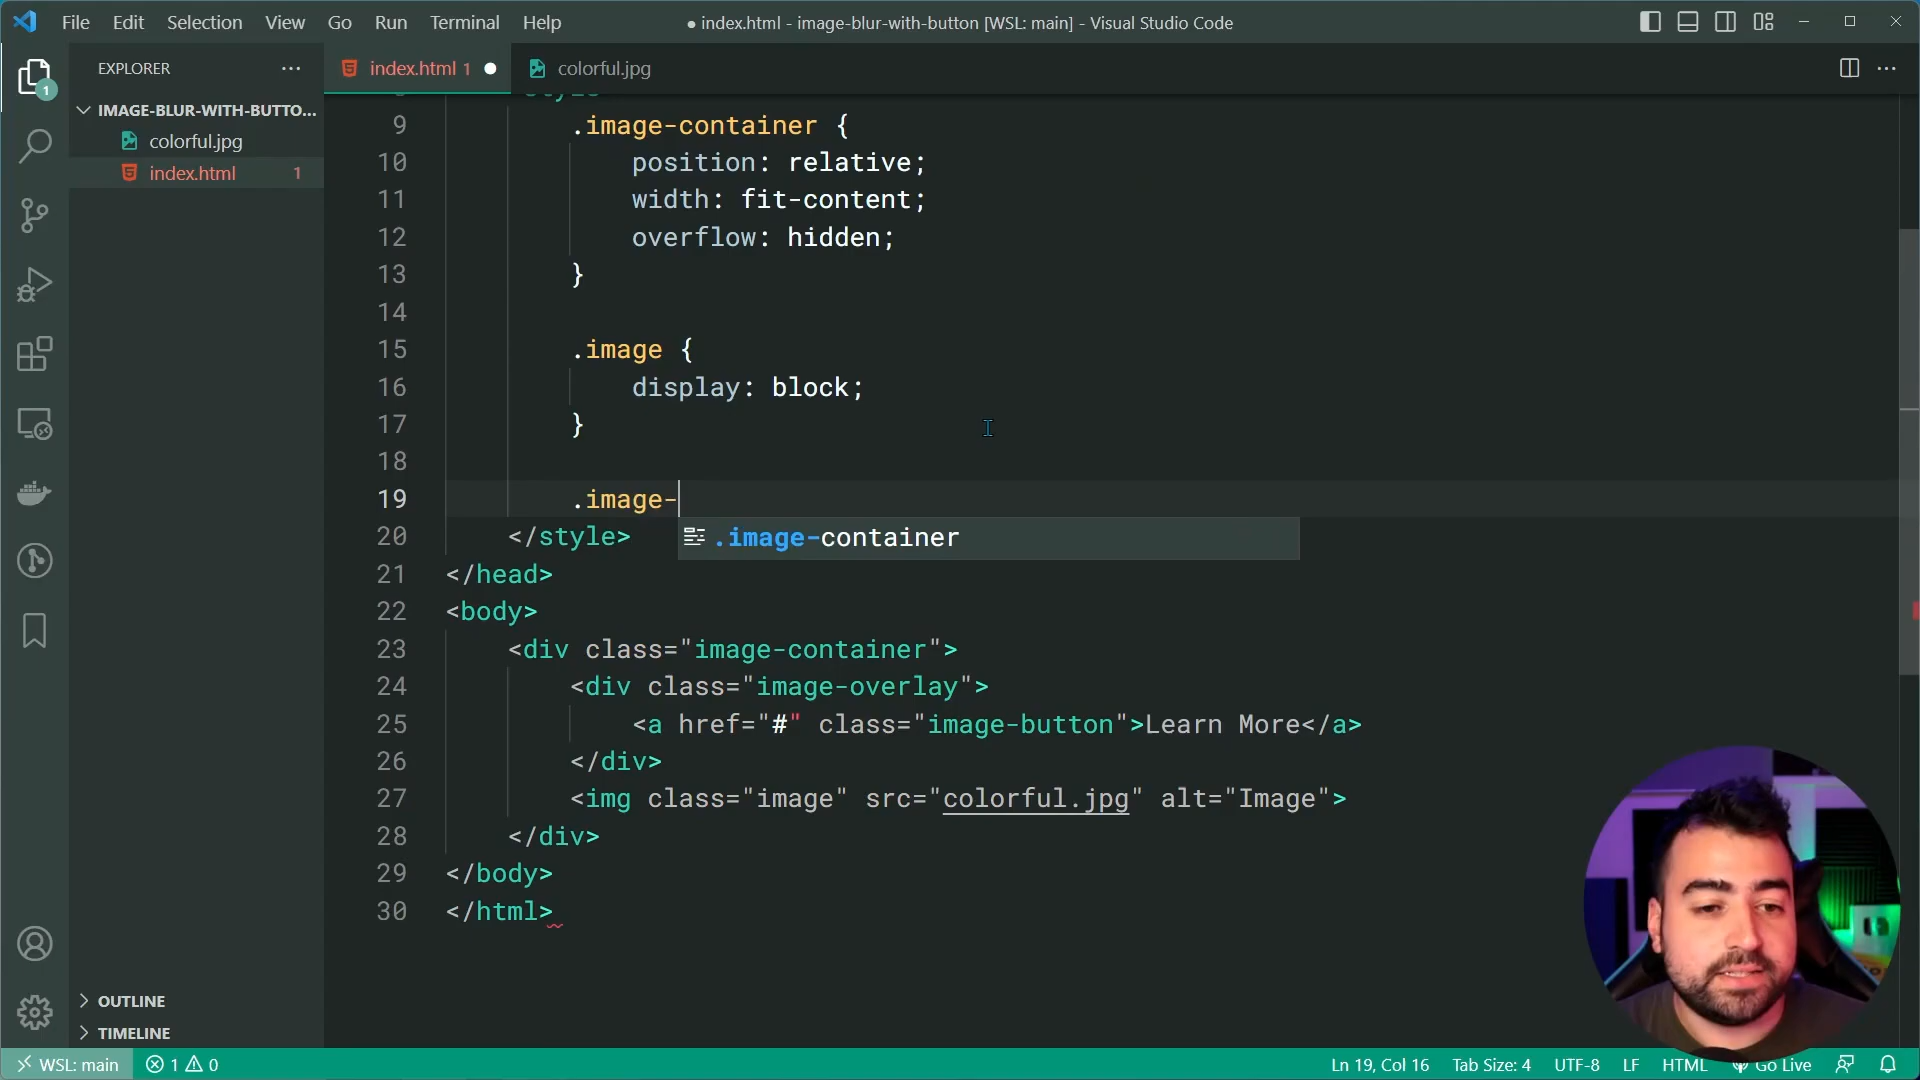 File Edit Selection View Go Run Terminal Help
● index.html - image-blur-with-button [WSL: main] - Visual Studio Code
EXPLORER ···
index.html 1 ●
colorful.jpg
IMAGE-BLUR-WITH-BUTTO...
colorful.jpg
index.html 1
1
9 .image-container {
10 position: relative;
11 width: fit-content;
12 overflow: hidden;
13 }
14
15 .image {
16 display: block;
17 }
18
19 .image-
.image-container
20 </style>
21 </head>
22 <body>
23 <div class="image-container">
24 <div class="image-overlay">
25 <a href="#" class="image-button">Learn More</a>
26 </div>
27 <img class="image" src="colorful.jpg" alt="Image">
28 </div>
29 </body>
30 </html>
OUTLINE
TIMELINE
WSL: main 1 0 Ln 19, Col 16 Tab Size: 4 UTF-8 LF HTML Go Live